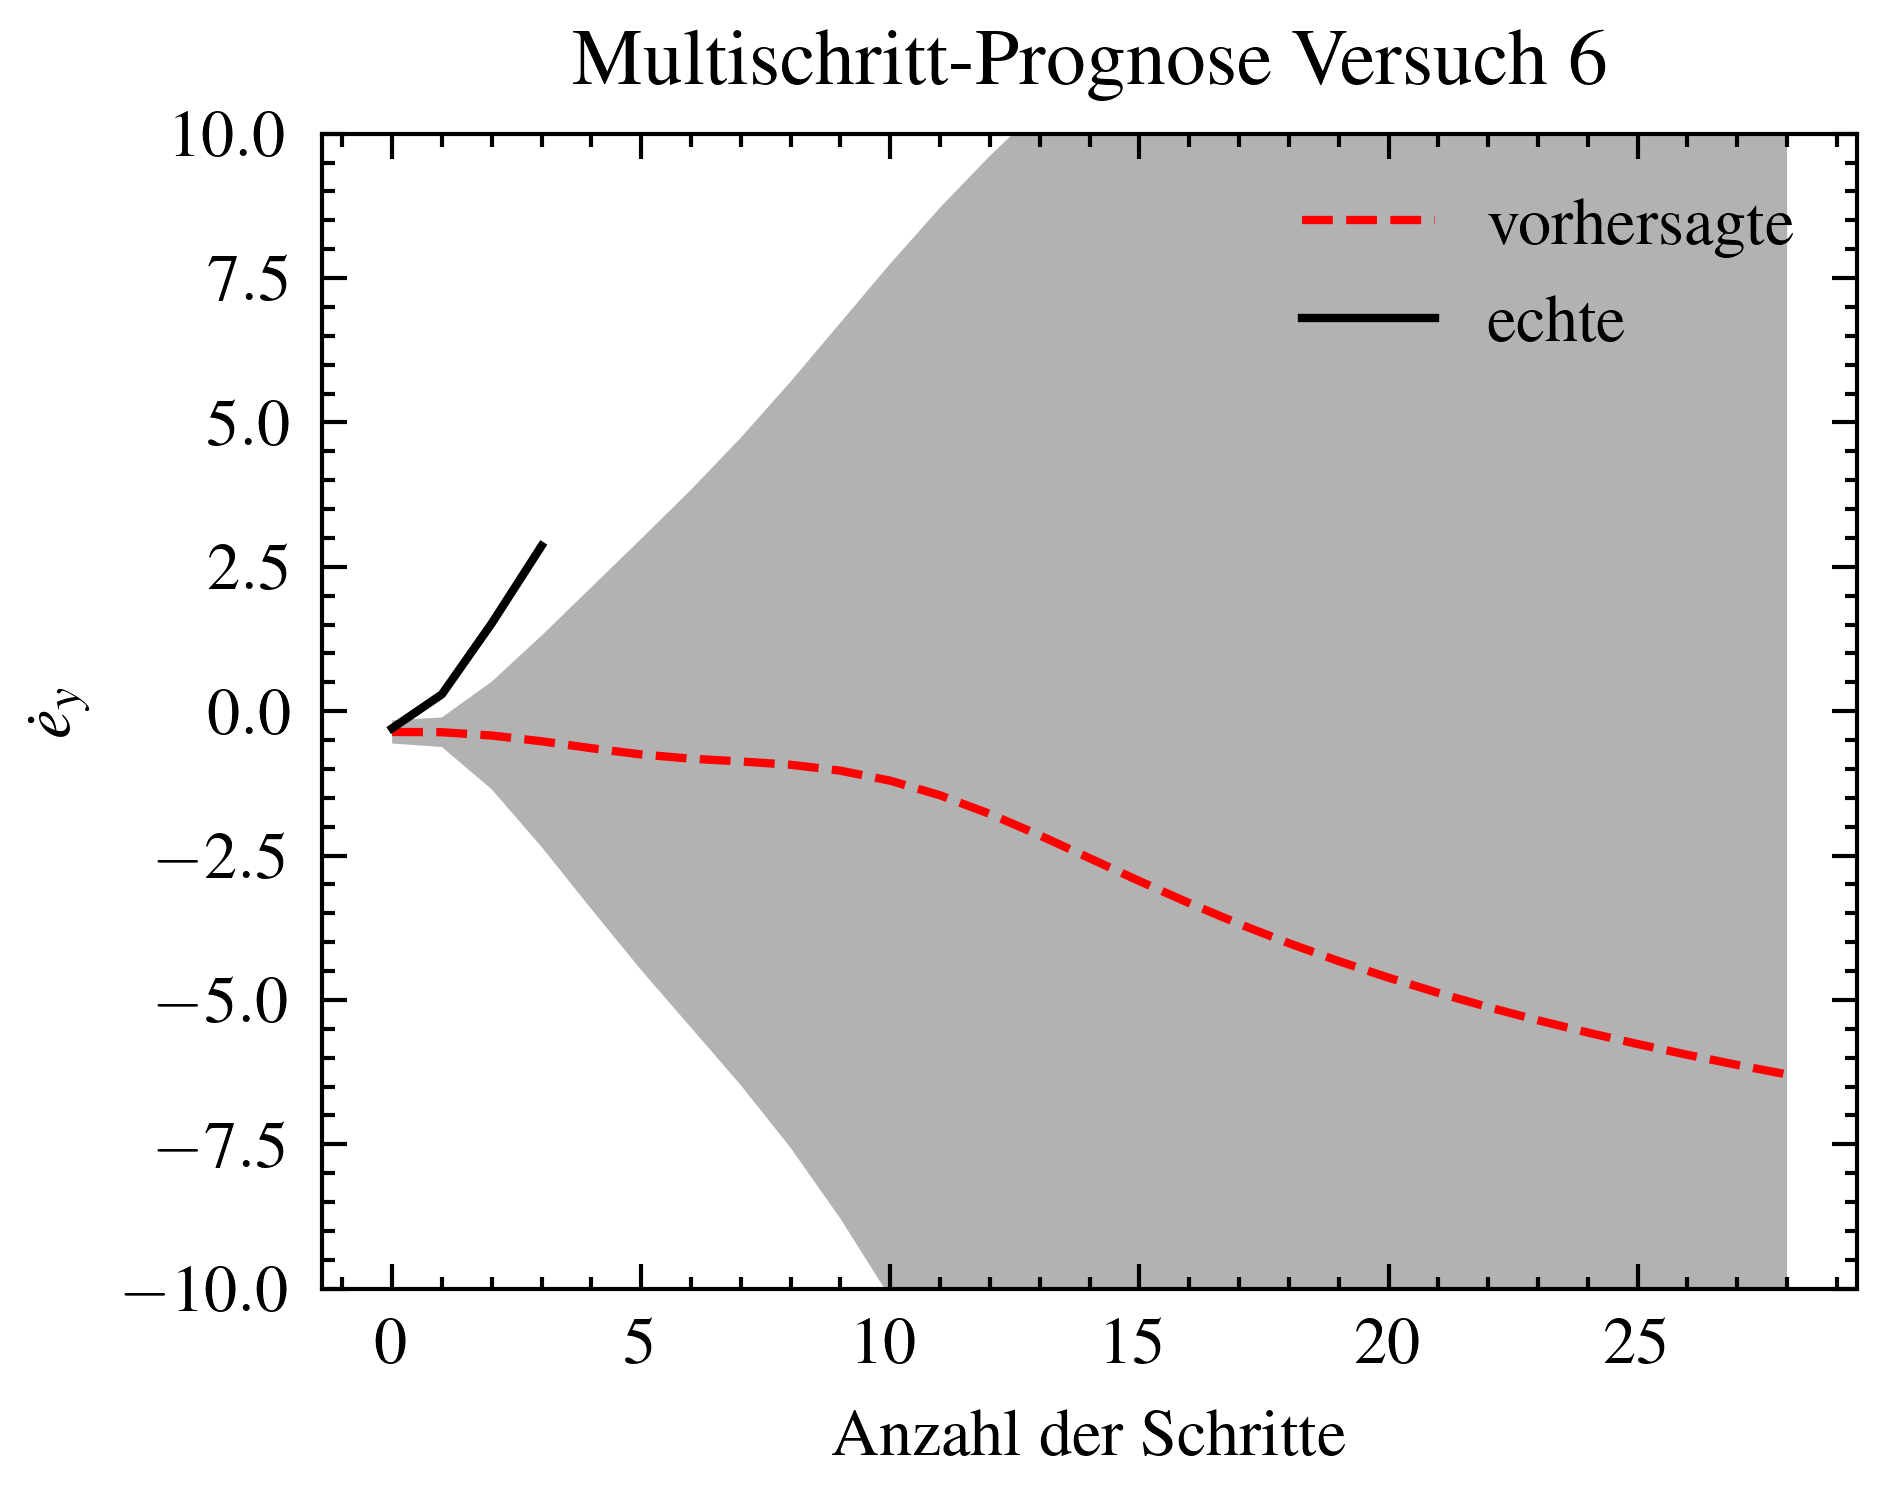 Multischritt-Prognose Versuch 6
10.0
7.5
5.0
2.5
0.0
−2.5
−5.0
−7.5
−10.0
ėy
vorhersagte
echte
0 5 10 15 20 25
Anzahl der Schritte